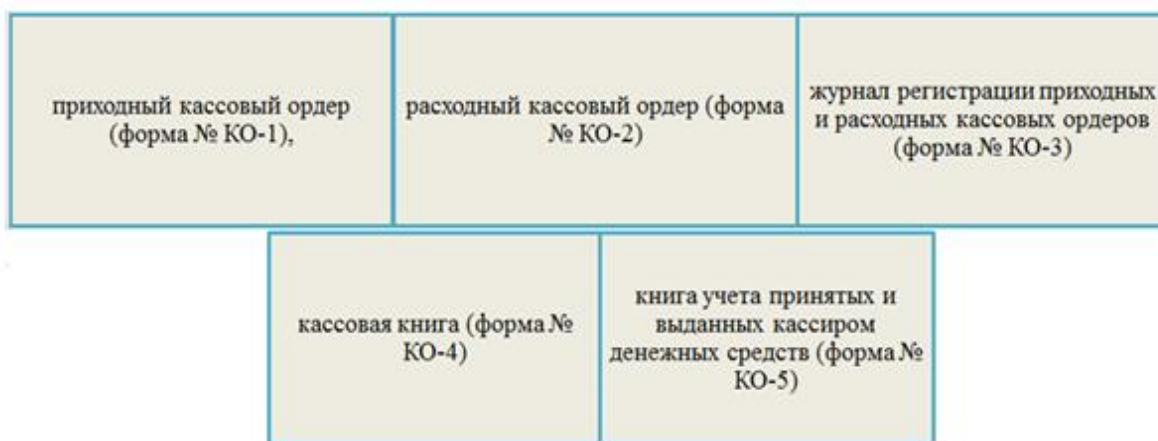 приходный кассовый ордер
(форма № КО-1),
расходный кассовый ордер (форма
№ КО-2)
журнал регистрации приходных
и расходных кассовых ордеров
(форма № КО-3)
кассовая книга (форма №
КО-4)
книга учета принятых и
выданных кассиром
денежных средств (форма №
КО-5)